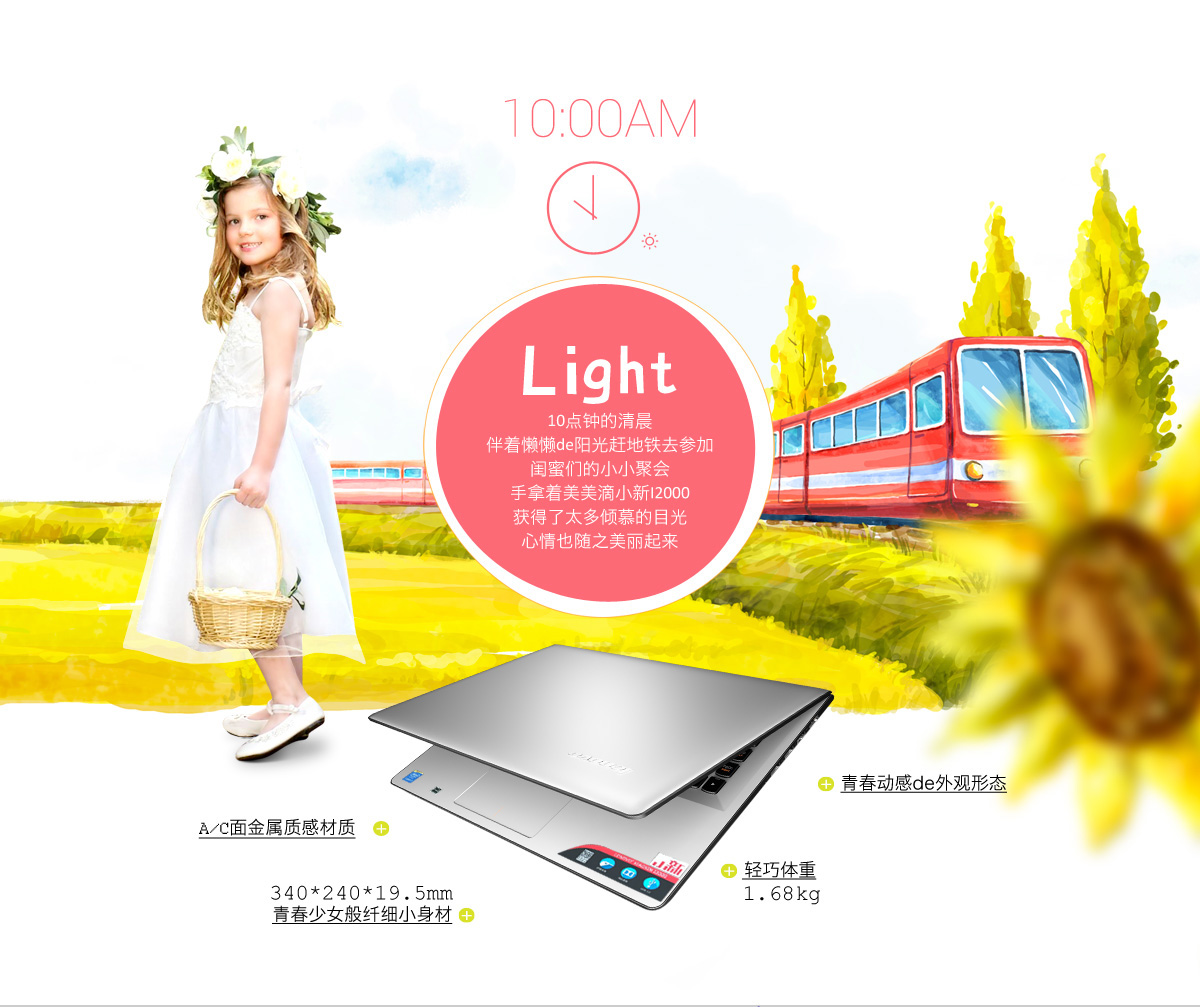 10:00AM
Light
10点钟的清晨
伴着懒懒de阳光赶地铁去参加
闺蜜们的小小聚会
手拿着美美滴小新I2000
获得了太多倾慕的目光
心情也随之美丽起来
青春动感de外观形态
A/C面金属质感材质
轻巧体重
1.68kg
340*240*19.5mm
青春少女般纤细小身材